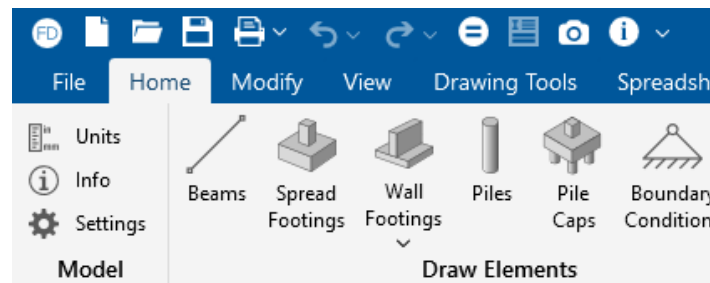 FD
File Home Modify View Drawing Tools Spreadsh
Units
Info
Settings
Beams
Spread
Footings
Wall
Footings
Piles
Pile
Caps
Boundary
Condition
Model
Draw Elements